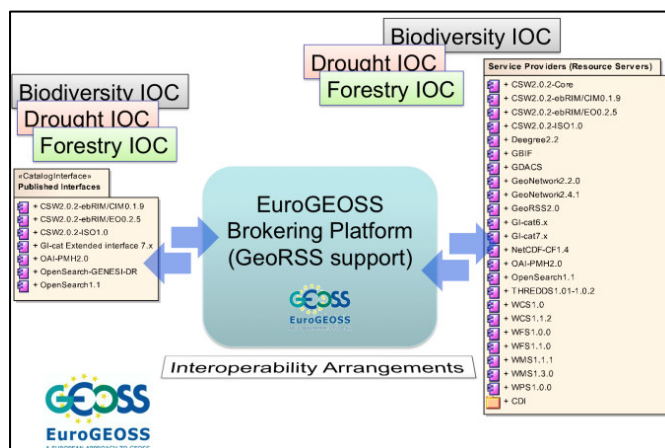 Biodiversity IOC
Drought IOC
Forestry IOC
«CatalogInterface»
Published Interfaces
+ CSW2.0.2-ebRIM/CIM0.1.9
+ CSW2.0.2-ebRIM/EO0.2.5
+ CSW2.0.2-ISO1.0
+ GI-cat Extended interface 7.x
+ OAI-PMH2.0
+ OpenSearch-GENESI-DR
+ OpenSearch1.1
EuroGEOSS
Brokering Platform
(GeoRSS support)
GEOSS
EuroGEOSS
Interoperability Arrangements
Biodiversity IOC
Drought IOC
Forestry IOC
Service Providers (Resource Servers)
+ CSW2.0.2-Core
+ CSW2.0.2-ebRIM/CIM0.1.9
+ CSW2.0.2-ebRIM/EO0.2.5
+ CSW2.0.2-ISO1.0
+ Deegree2.2
+ GBIF
+ GDACS
+ GeoNetwork2.2.0
+ GeoNetwork2.4.1
+ GeoRSS2.0
+ GI-cat6.x
+ GI-cat7.x
+ NetCDF-CF1.4
+ OAI-PMH2.0
+ OpenSearch1.1
+ THREDDS1.01-1.0.2
+ WCS1.0
+ WCS1.1.2
+ WFS1.0.0
+ WFS1.1.0
+ WMS1.1.1
+ WMS1.3.0
+ WPS1.0.0
+ CDI
GEOSS
EuroGEOSS
A EUROPEAN APPROACH TO GEOSS